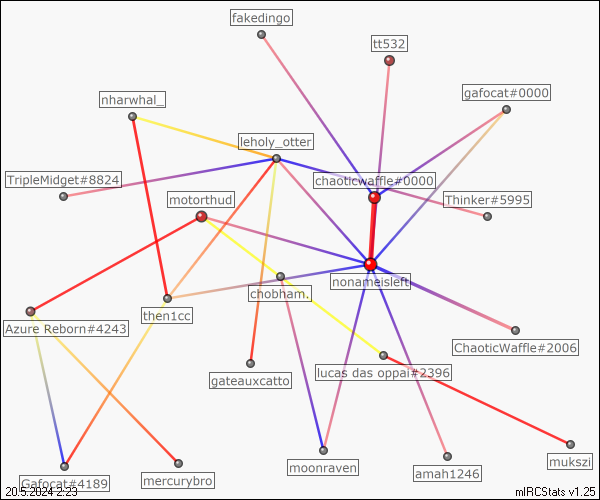 fakedingo
tt532
nharwhal_
gafocat#0000
leholy_otter
TripleMidget#8824
chaoticwaffle#0000
motorthud
Thinker#5995
nonameisleft
chobham.
then1cc
Azure Reborn#4243
ChaoticWaffle#2006
gateauxcatto
lucas das oppai#2396
mukszi
moonraven
amah1246
Gafocat#4189
mercurybro
20.5.2024 2:23
mIRCStats v1.25